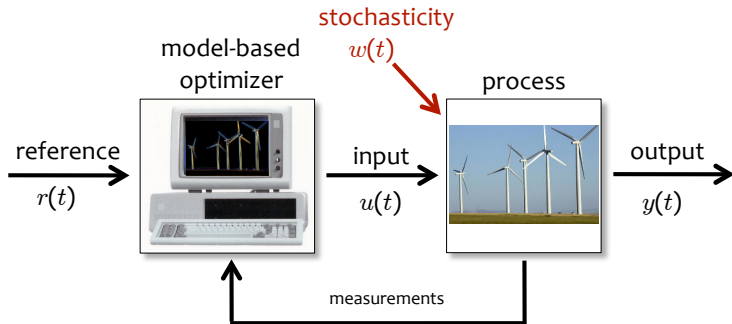 stochasticity
w(t)
model-based
optimizer
process
reference
r(t)
input
u(t)
output
y(t)
measurements